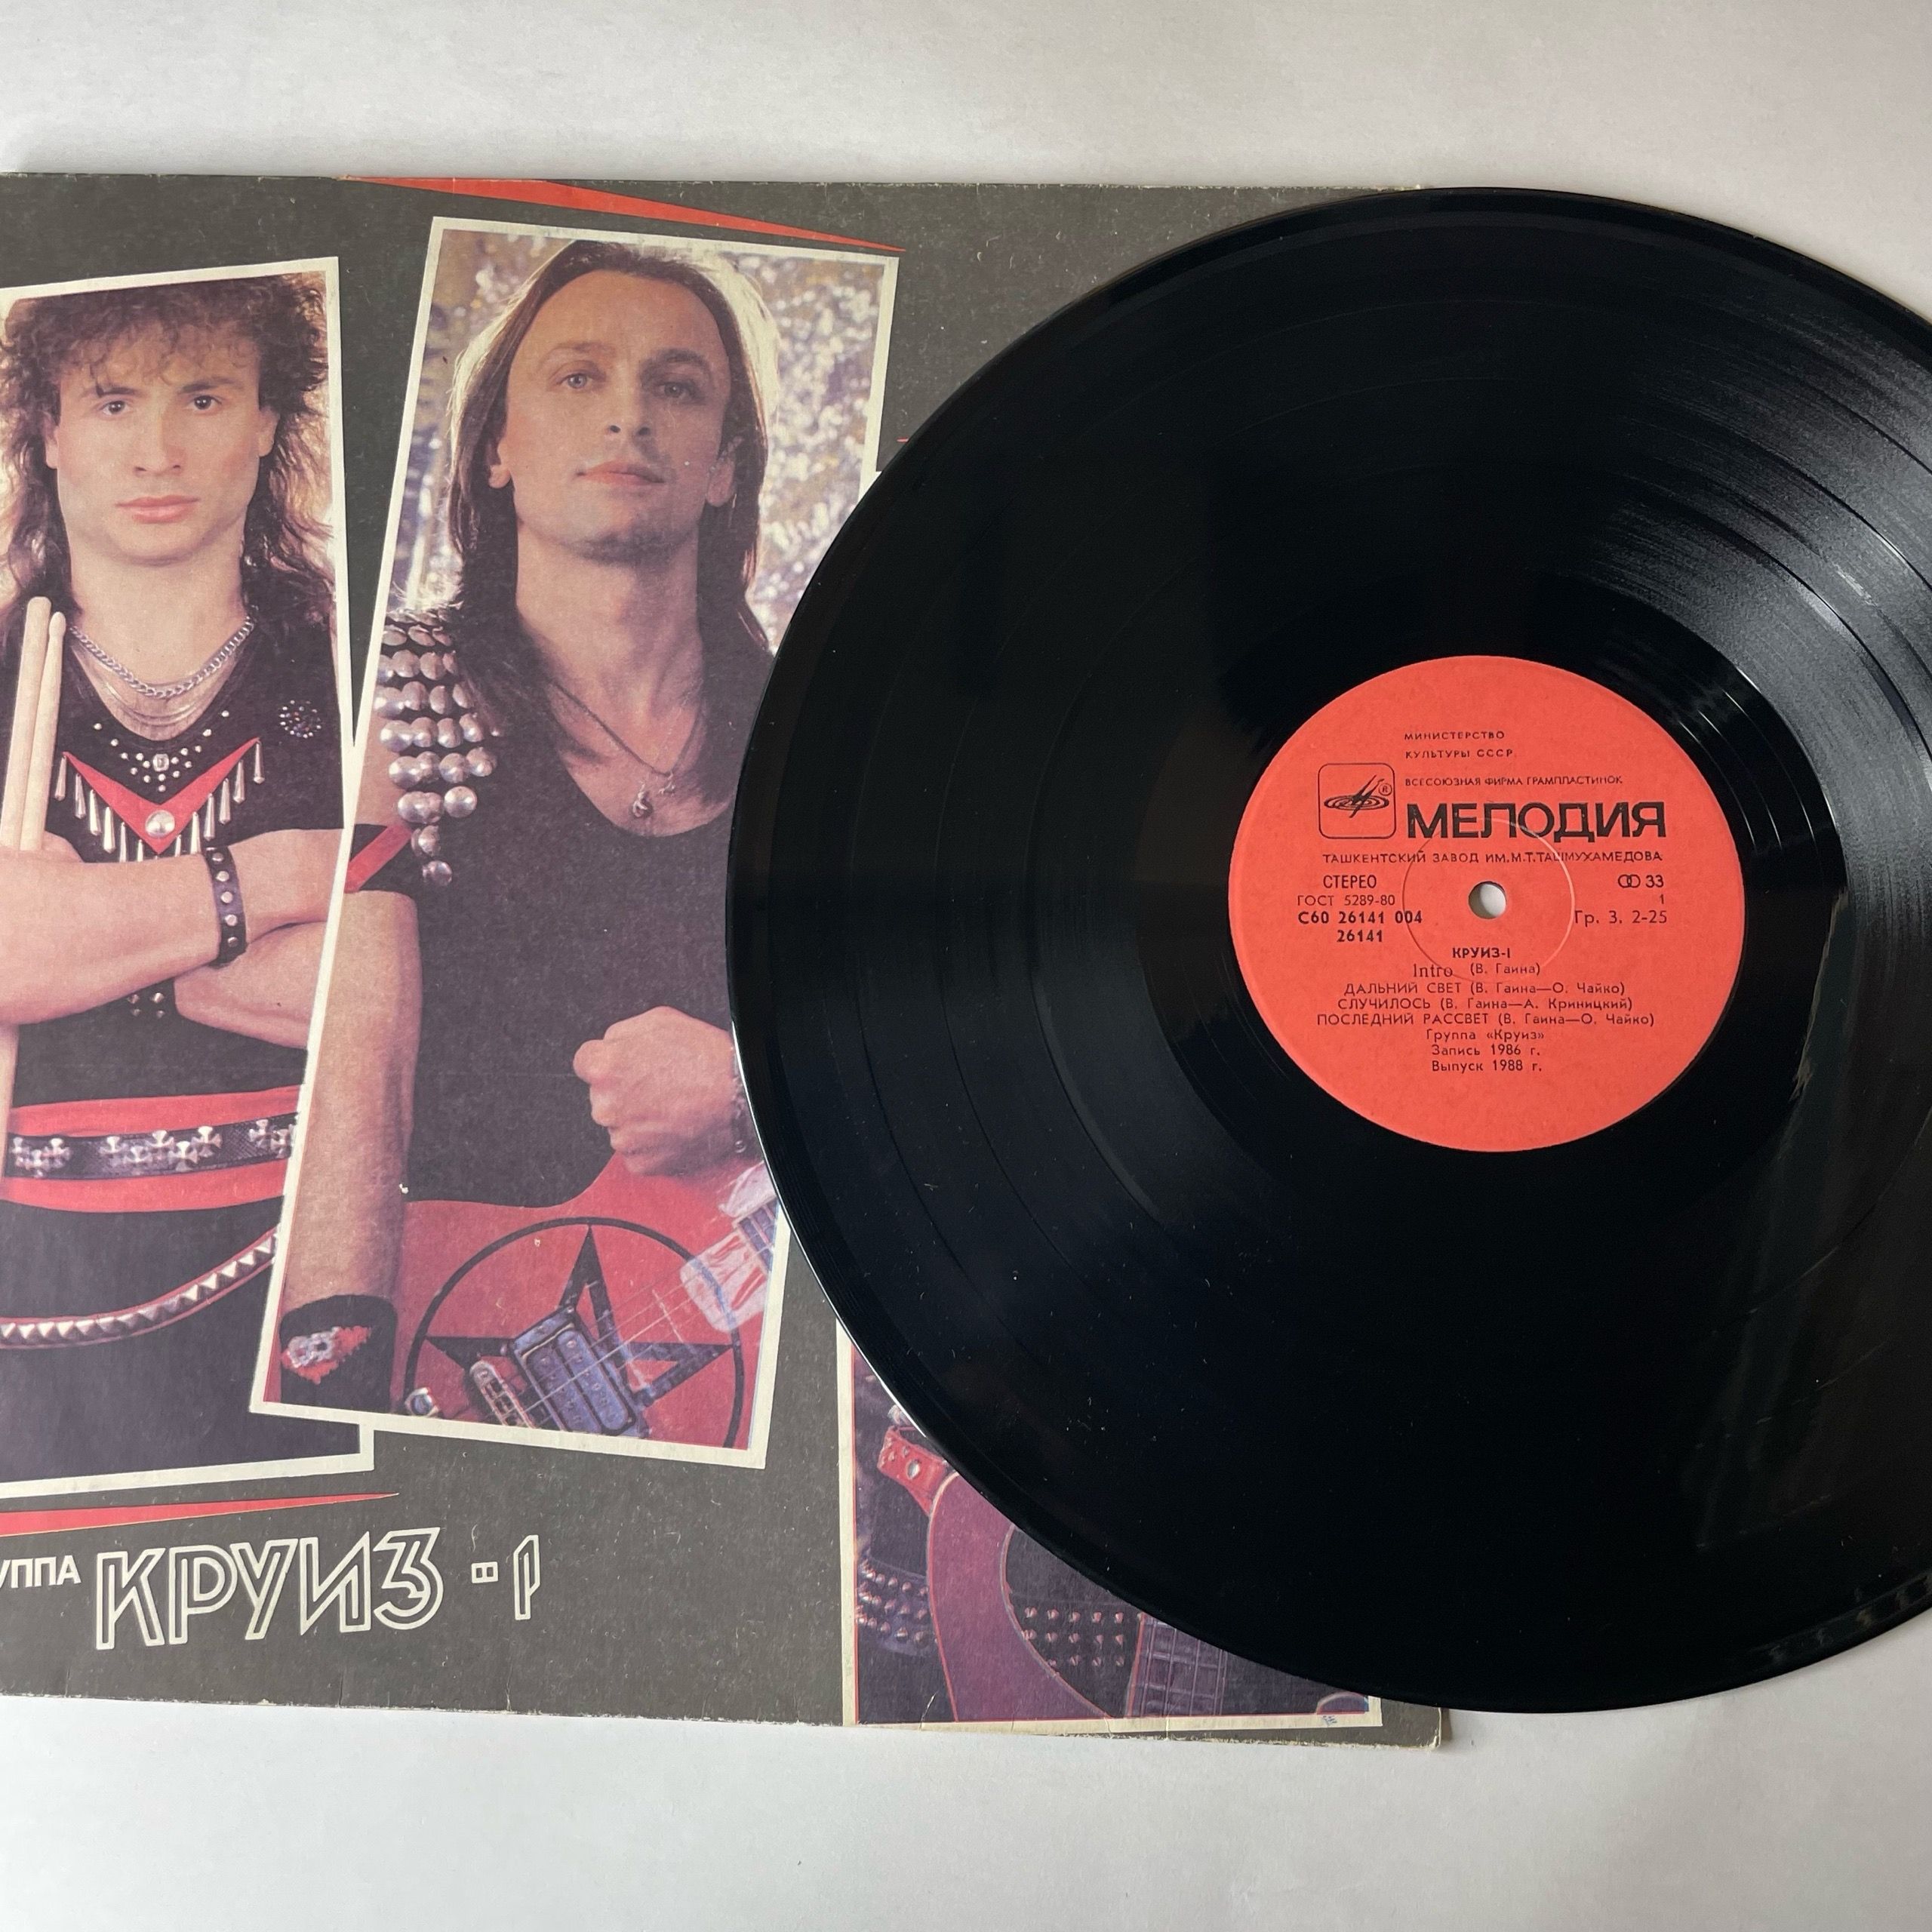 МИНИСТЕРСТВО
КУЛЬТУРЫ СССР.
ВСЕСОЮЗНАЯ ФИРМА ГРАМПЛАСТИНОК
®
МЕЛОДИЯ
ТАШКЕНТСКИЙ ЗАВОД ИМ.М.Т.ТАШМУХАМЕДОВА
СТЕРЕО 33
ГОСТ 5289-80 1
С60 26141 004 Гр. 3. 2-25
26141
КРУИЗ-1
Intro (В. Гаина)
ДАЛЬНИЙ СВЕТ (В. Гаина—О. Чайко)
СЛУЧИЛОСЬ (В. Гаина—А. Криницкий)
ПОСЛЕДНИЙ РАССВЕТ (В. Гаина—О. Чайко)
Группа «Круиз»
Запись 1986 г.
Выпуск 1988 г.
УППА КРУИЗ-1